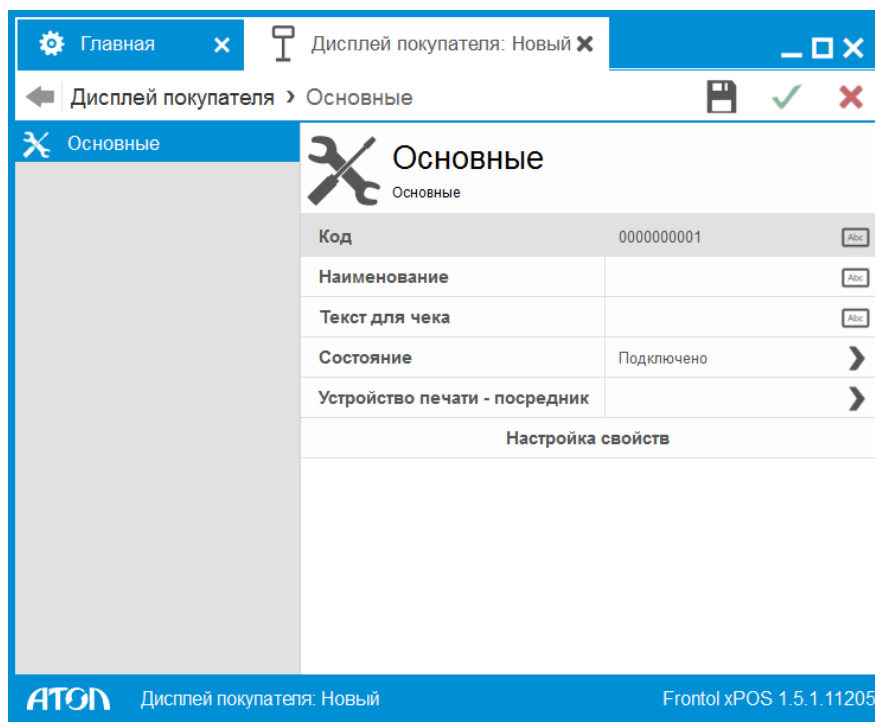 Главная
Дисплей покупателя: Новый
Дисплей покупателя › Основные
Основные
Основные
Основные
Код 0000000001 Abc
Наименование Abc
Текст для чека Abc
Состояние Подключено
Устройство печати - посредник
Настройка свойств
АТОЛ Дисплей покупателя: Новый Frontol xPOS 1.5.1.11205